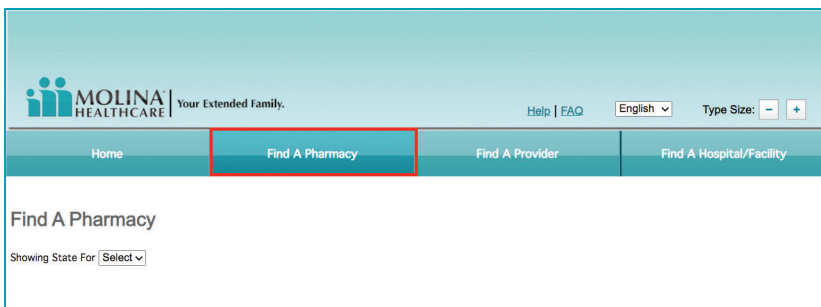 MOLINA HEALTHCARE Your Extended Family.
Help | FAQ English Type Size: - +
Home Find A Pharmacy Find A Provider Find A Hospital/Facility
Find A Pharmacy
Showing State For Select